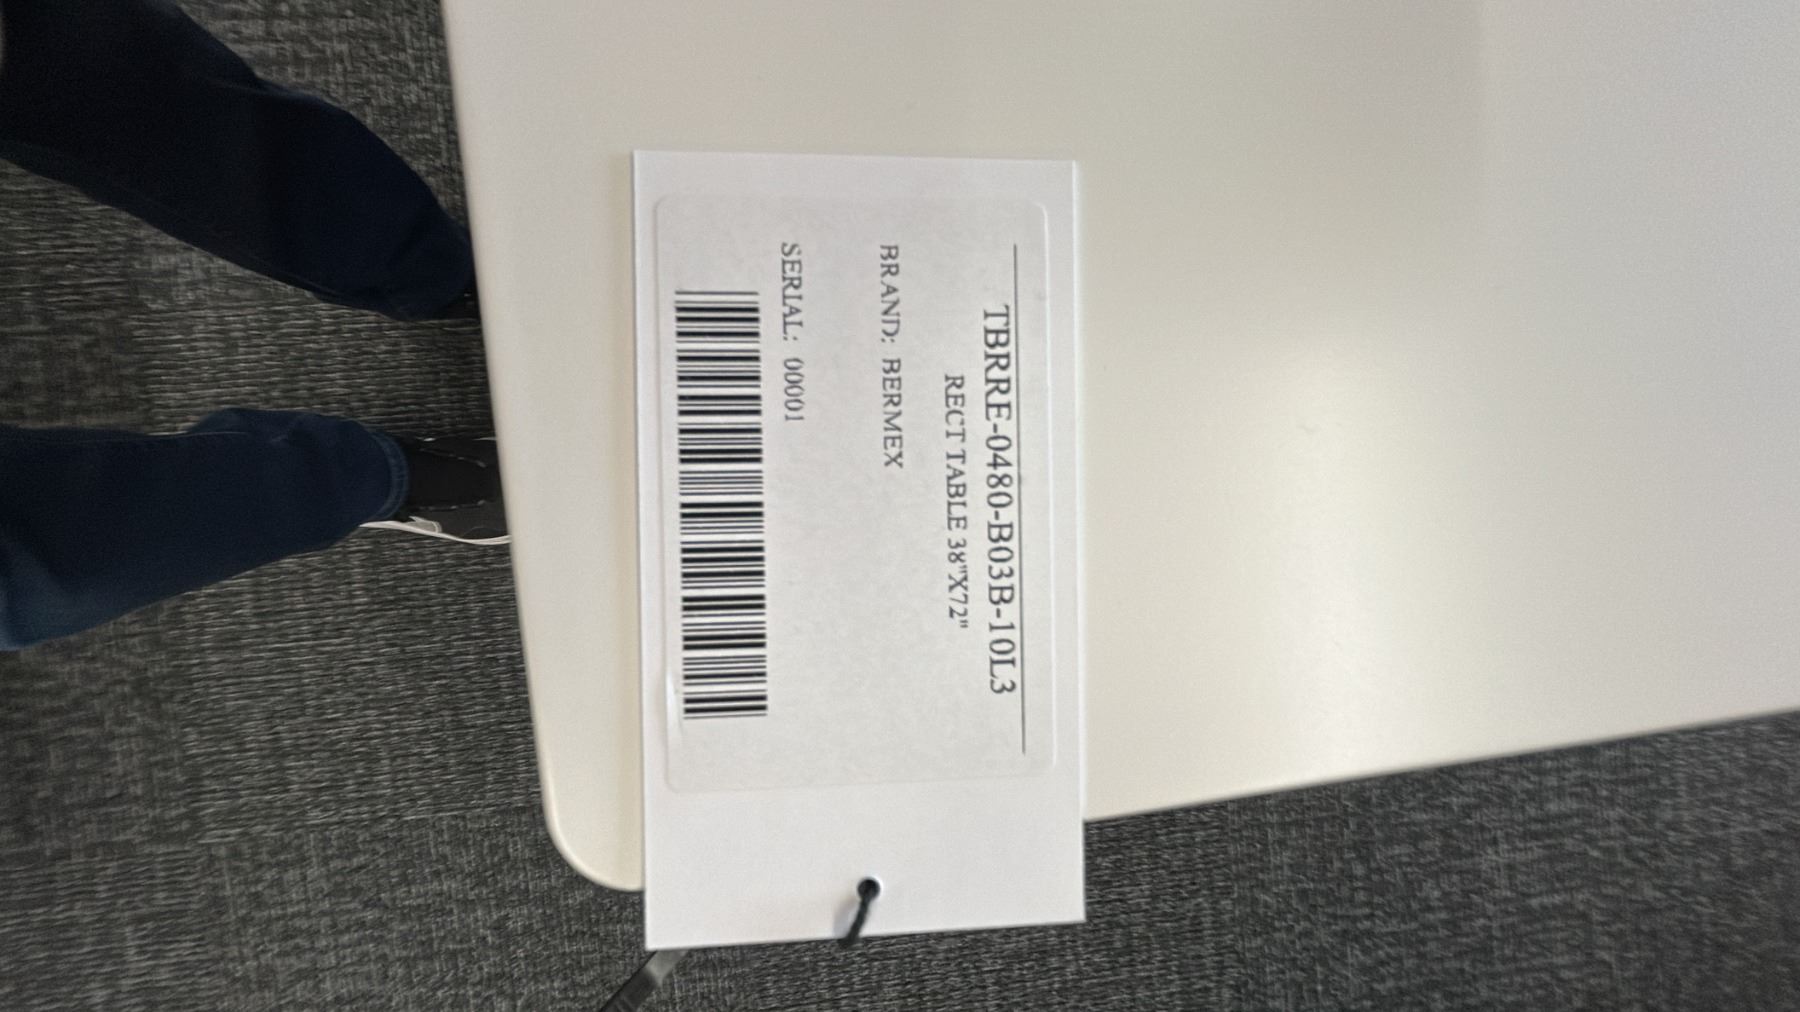 TBRRE-0480-B03B-10L3
RECT TABLE 38"X72"
BRAND: BERMEX
SERIAL: 00001